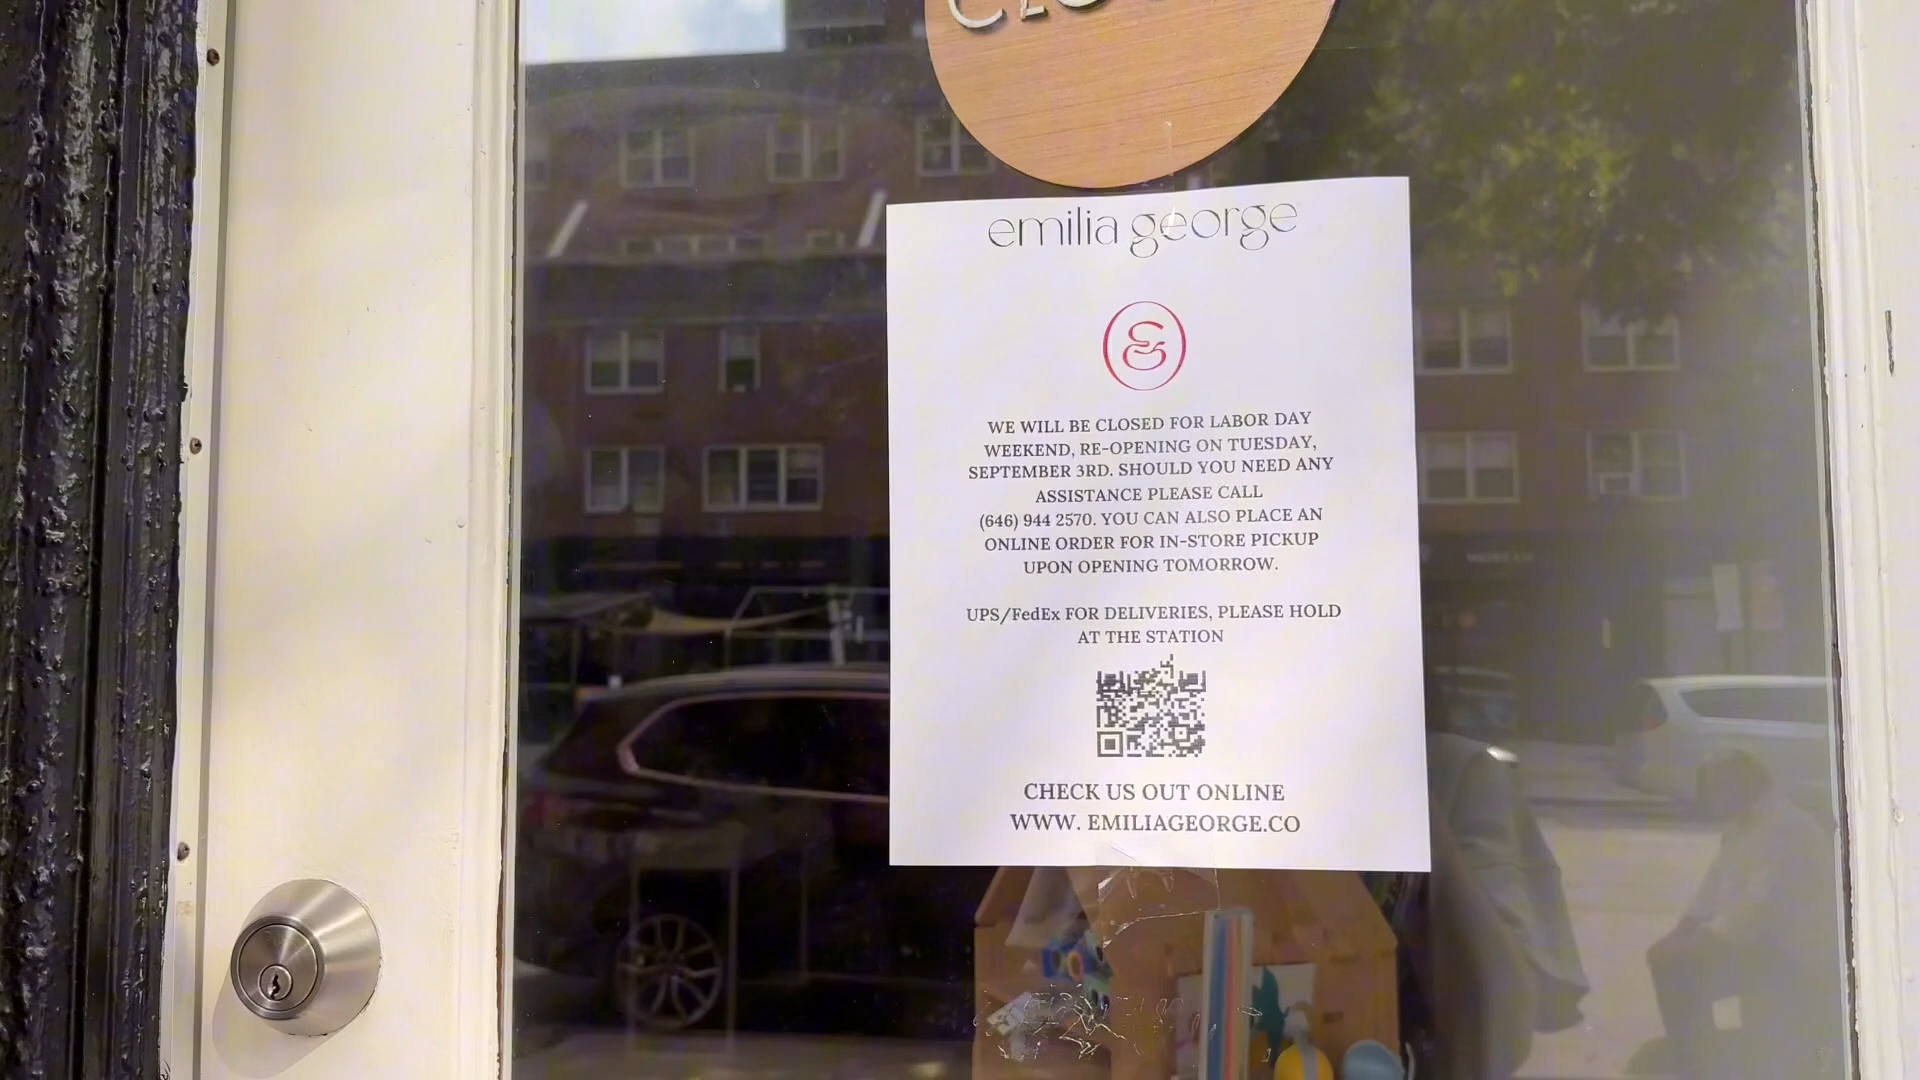 emilia george
&
WE WILL BE CLOSED FOR LABOR DAY
WEEKEND, RE-OPENING ON TUESDAY,
SEPTEMBER 3RD. SHOULD YOU NEED ANY
ASSISTANCE PLEASE CALL
(646) 944 2570. YOU CAN ALSO PLACE AN
ONLINE ORDER FOR IN-STORE PICKUP
UPON OPENING TOMORROW.
UPS/FedEx FOR DELIVERIES, PLEASE HOLD
AT THE STATION
CHECK US OUT ONLINE
WWW. EMILIAGEORGE.CO